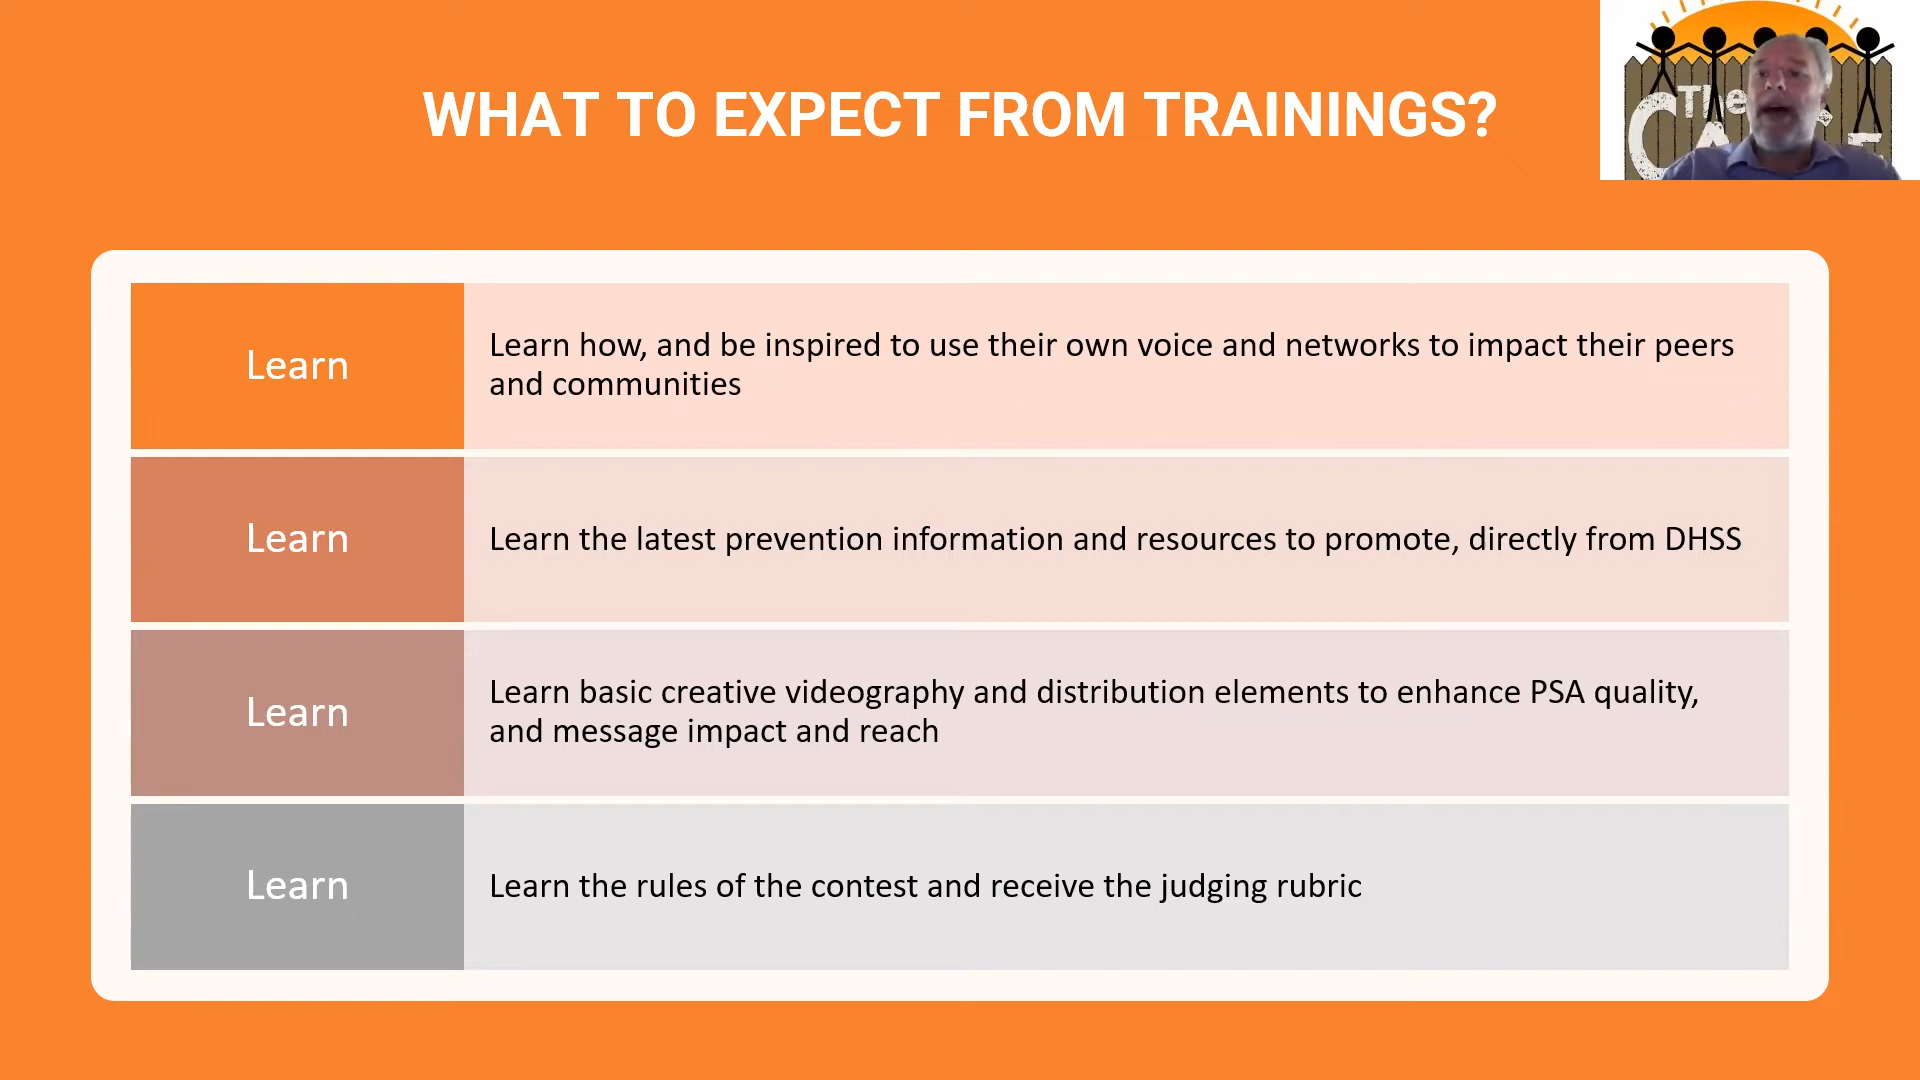 WHAT TO EXPECT FROM TRAININGS?
The
Learn
Learn how, and be inspired to use their own voice and networks to impact their peers
and communities
Learn
Learn the latest prevention information and resources to promote, directly from DHSS
Learn
Learn basic creative videography and distribution elements to enhance PSA quality,
and message impact and reach
Learn
Learn the rules of the contest and receive the judging rubric